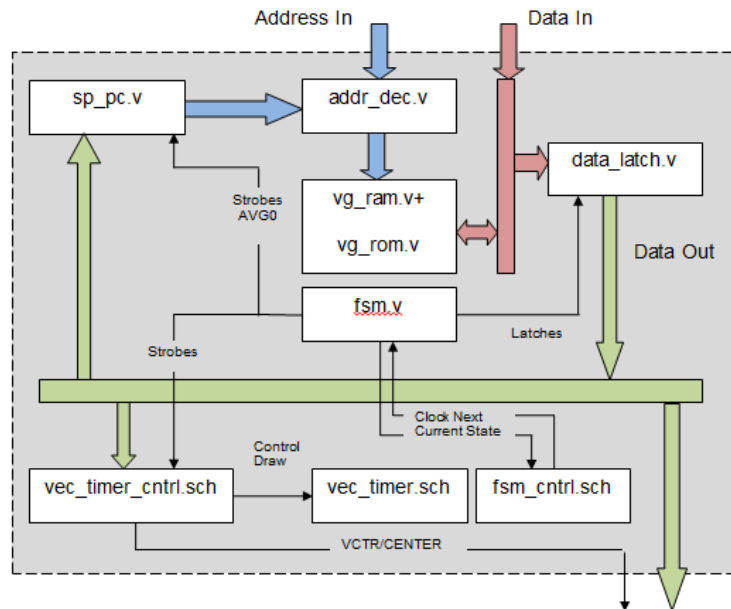 Address In
Data In
sp_pc.v
addr_dec.v
data_latch.v
Strobes
AVG0
vg_ram.v+
vg_rom.v
Data Out
fsm.v
Strobes
Latches
Clock Next
Current State
Control
Draw
vec_timer_cntrl.sch
vec_timer.sch
fsm_cntrl.sch
VCTR/CENTER